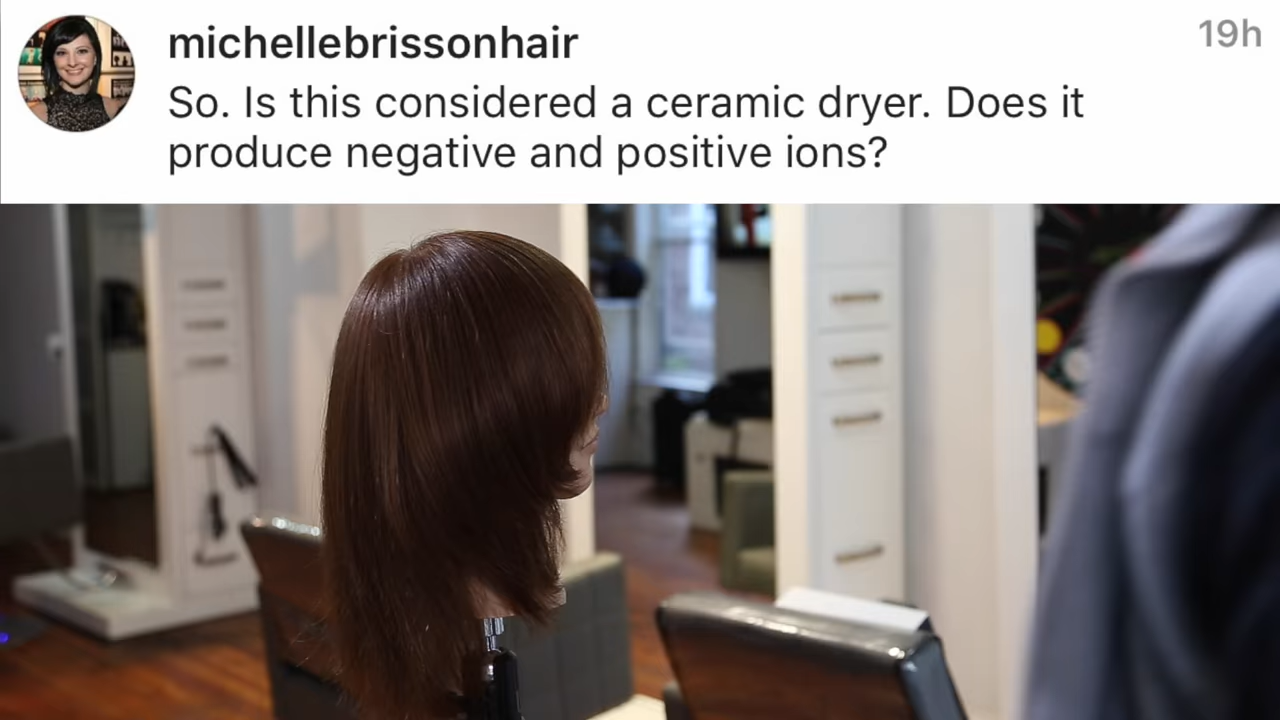 michellebrissonhair
19h
So. Is this considered a ceramic dryer. Does it
produce negative and positive ions?